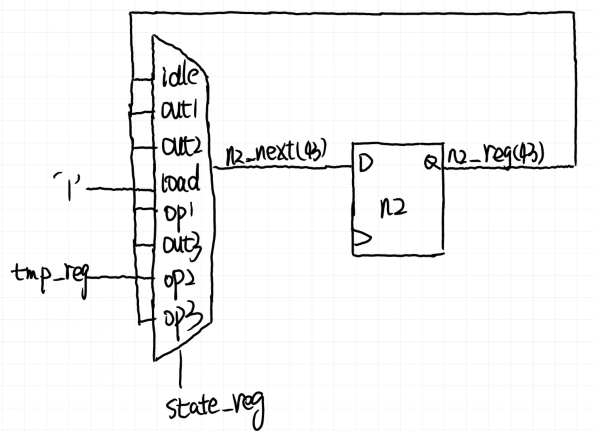 idle
out1
out2
'1'
load
op1
out3
tmp_reg
op2
op3
state_reg
n2_next(43)
D
Q
n2
n2_reg(43)